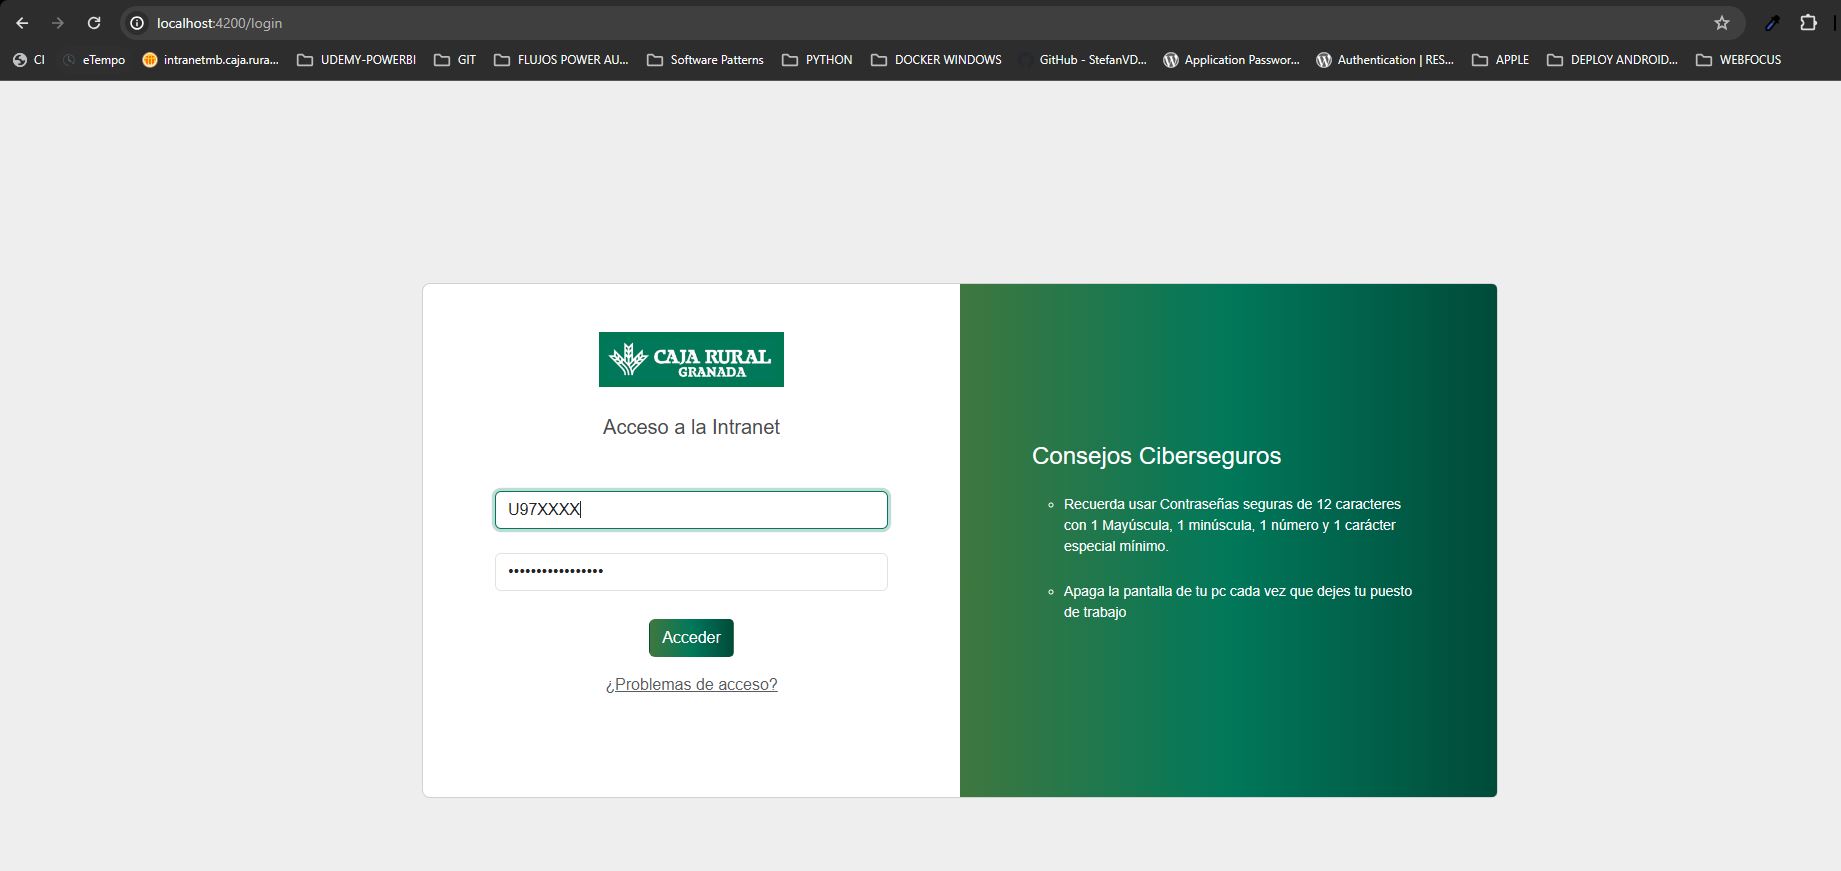 localhost:4200/login
CI eTempo intranetmb.caja.rura... UDEMY-POWERBI GIT FLUJOS POWER AU... Software Patterns PYTHON DOCKER WINDOWS GitHub - StefanVD... Application Passwor... Authentication | RES... APPLE DEPLOY ANDROID... WEBFOCUS
CAJA RURAL
GRANADA
Acceso a la Intranet
U97XXXX
•••••••••••••••••
Acceder
¿Problemas de acceso?
Consejos Ciberseguros
Recuerda usar Contraseñas seguras de 12 caracteres
con 1 Mayúscula, 1 minúscula, 1 número y 1 carácter
especial mínimo.
Apaga la pantalla de tu pc cada vez que dejes tu puesto
de trabajo